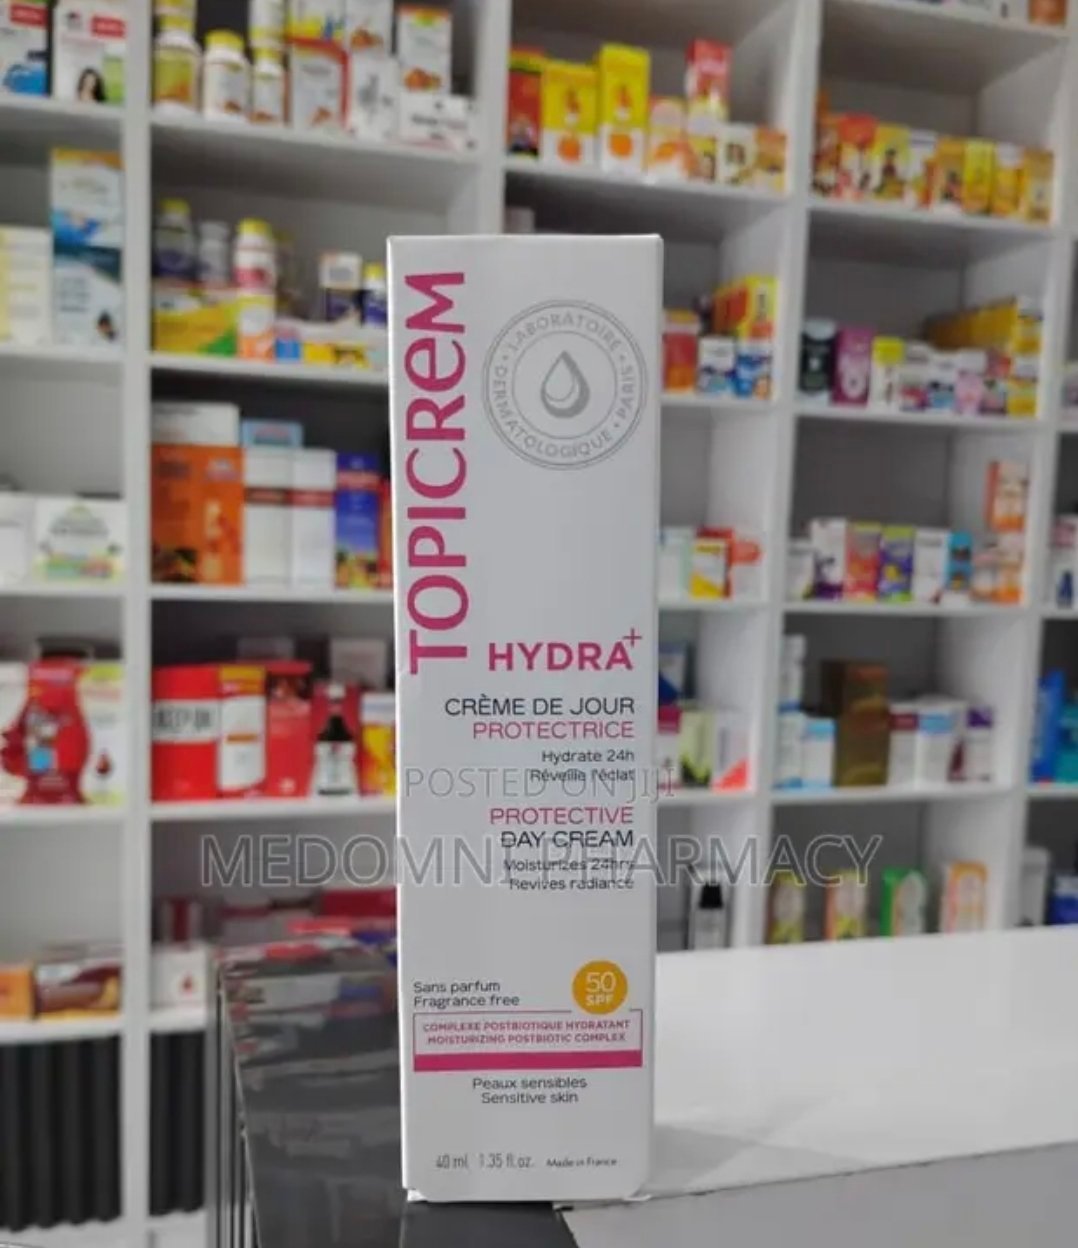 TOPICREM
LABORATOIRE • PARIS • DERMATOLOGIQUE •
HYDRA+
CRÈME DE JOUR
PROTECTRICE
Hydrate 24h
Réveille l'éclat
POSTED ON JIJI
PROTECTIVE
DAY CREAM
MEDOMNI PHARMACY
Moisturizes 24hrs
Revives radiance
50
SPF
Sans parfum
Fragrance free
COMPLEXE POSTBIOTIQUE HYDRATANT
MOISTURIZING POSTBIOTIC COMPLEX
Peaux sensibles
Sensitive skin
40 ml 1.35 fl.oz. Made in France